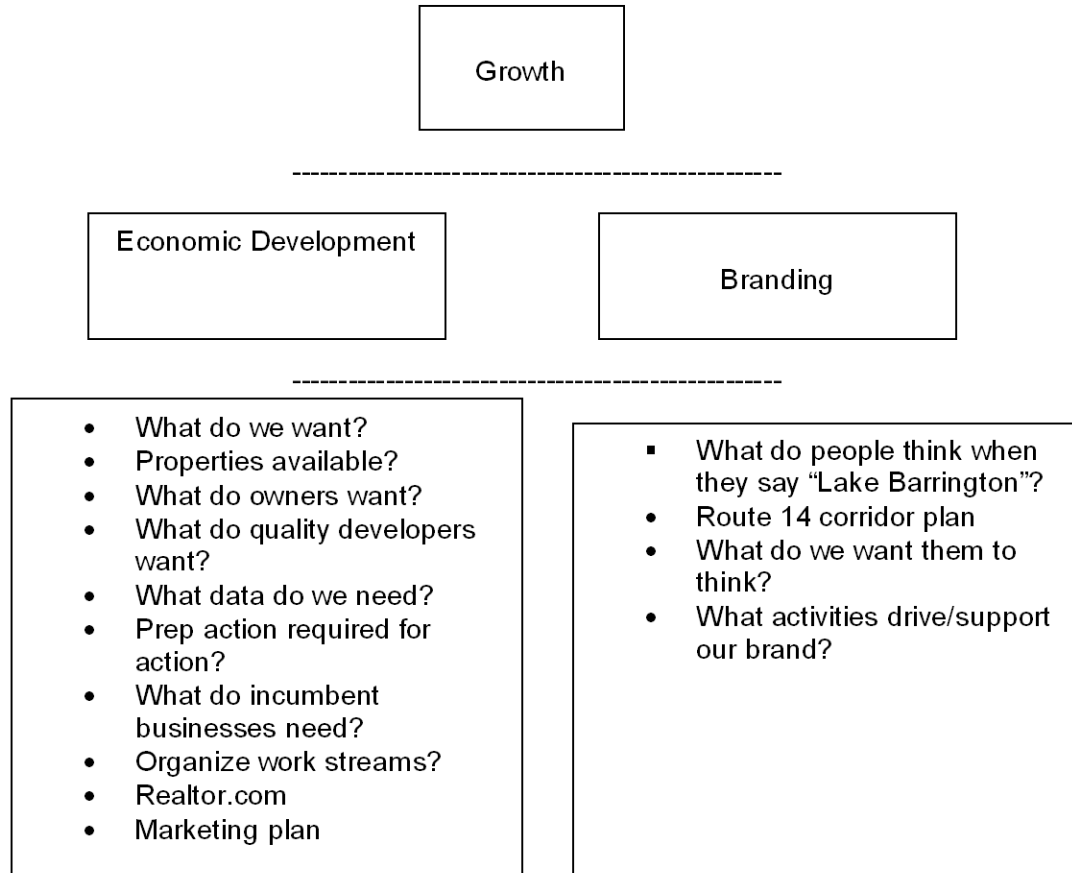 Growth
--------------------------------------------------
Economic Development
Branding
--------------------------------------------------
• What do we want?
• Properties available?
• What do owners want?
• What do quality developers
want?
• What data do we need?
• Prep action required for
action?
• What do incumbent
businesses need?
• Organize work streams?
• Realtor.com
• Marketing plan
▪ What do people think when
they say “Lake Barrington”?
• Route 14 corridor plan
• What do we want them to
think?
• What activities drive/support
our brand?